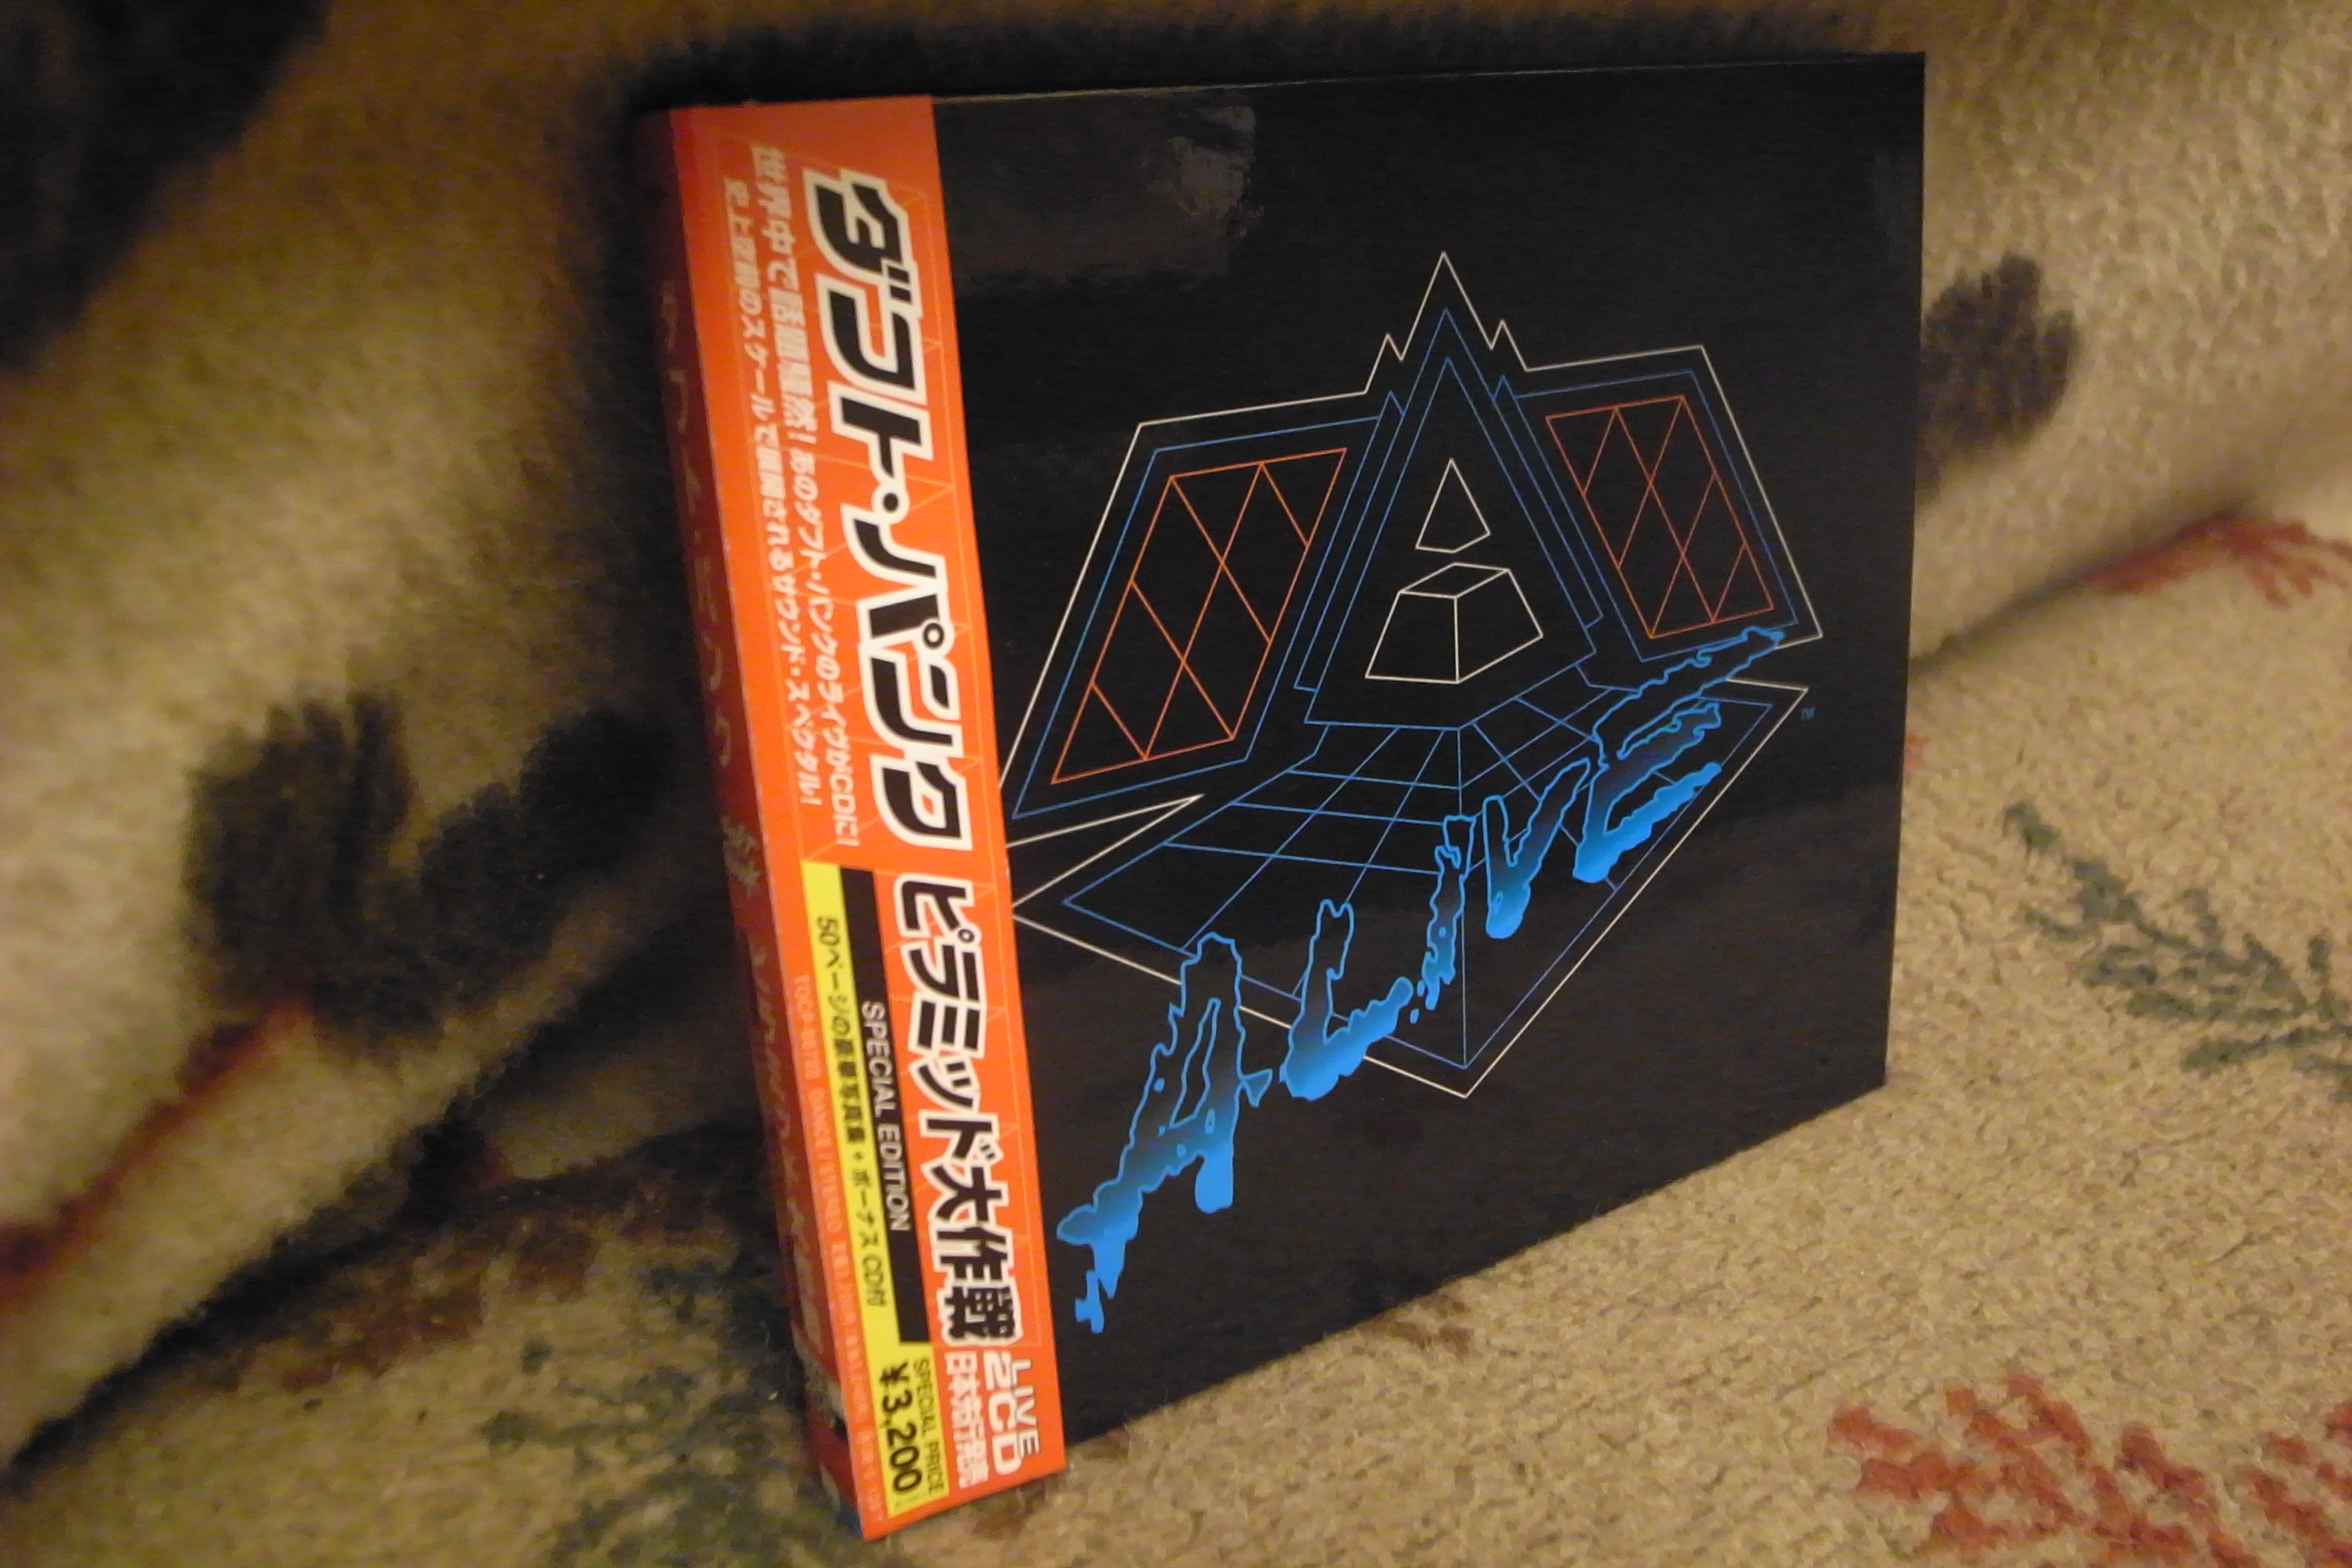 ダフト・パンク ピラミッド大作戦
LIVE
2CD
日本先行発売
世界中で話題騒然！あのダフト・パンクのライヴがCDに！
史上空前のスケールで展開されるサウンド・スペクタクル！
SPECIAL EDITION
50ページの豪華写真集＋ボーナスCD付
SPECIAL PRICE
¥3,200
ALIVE
TM